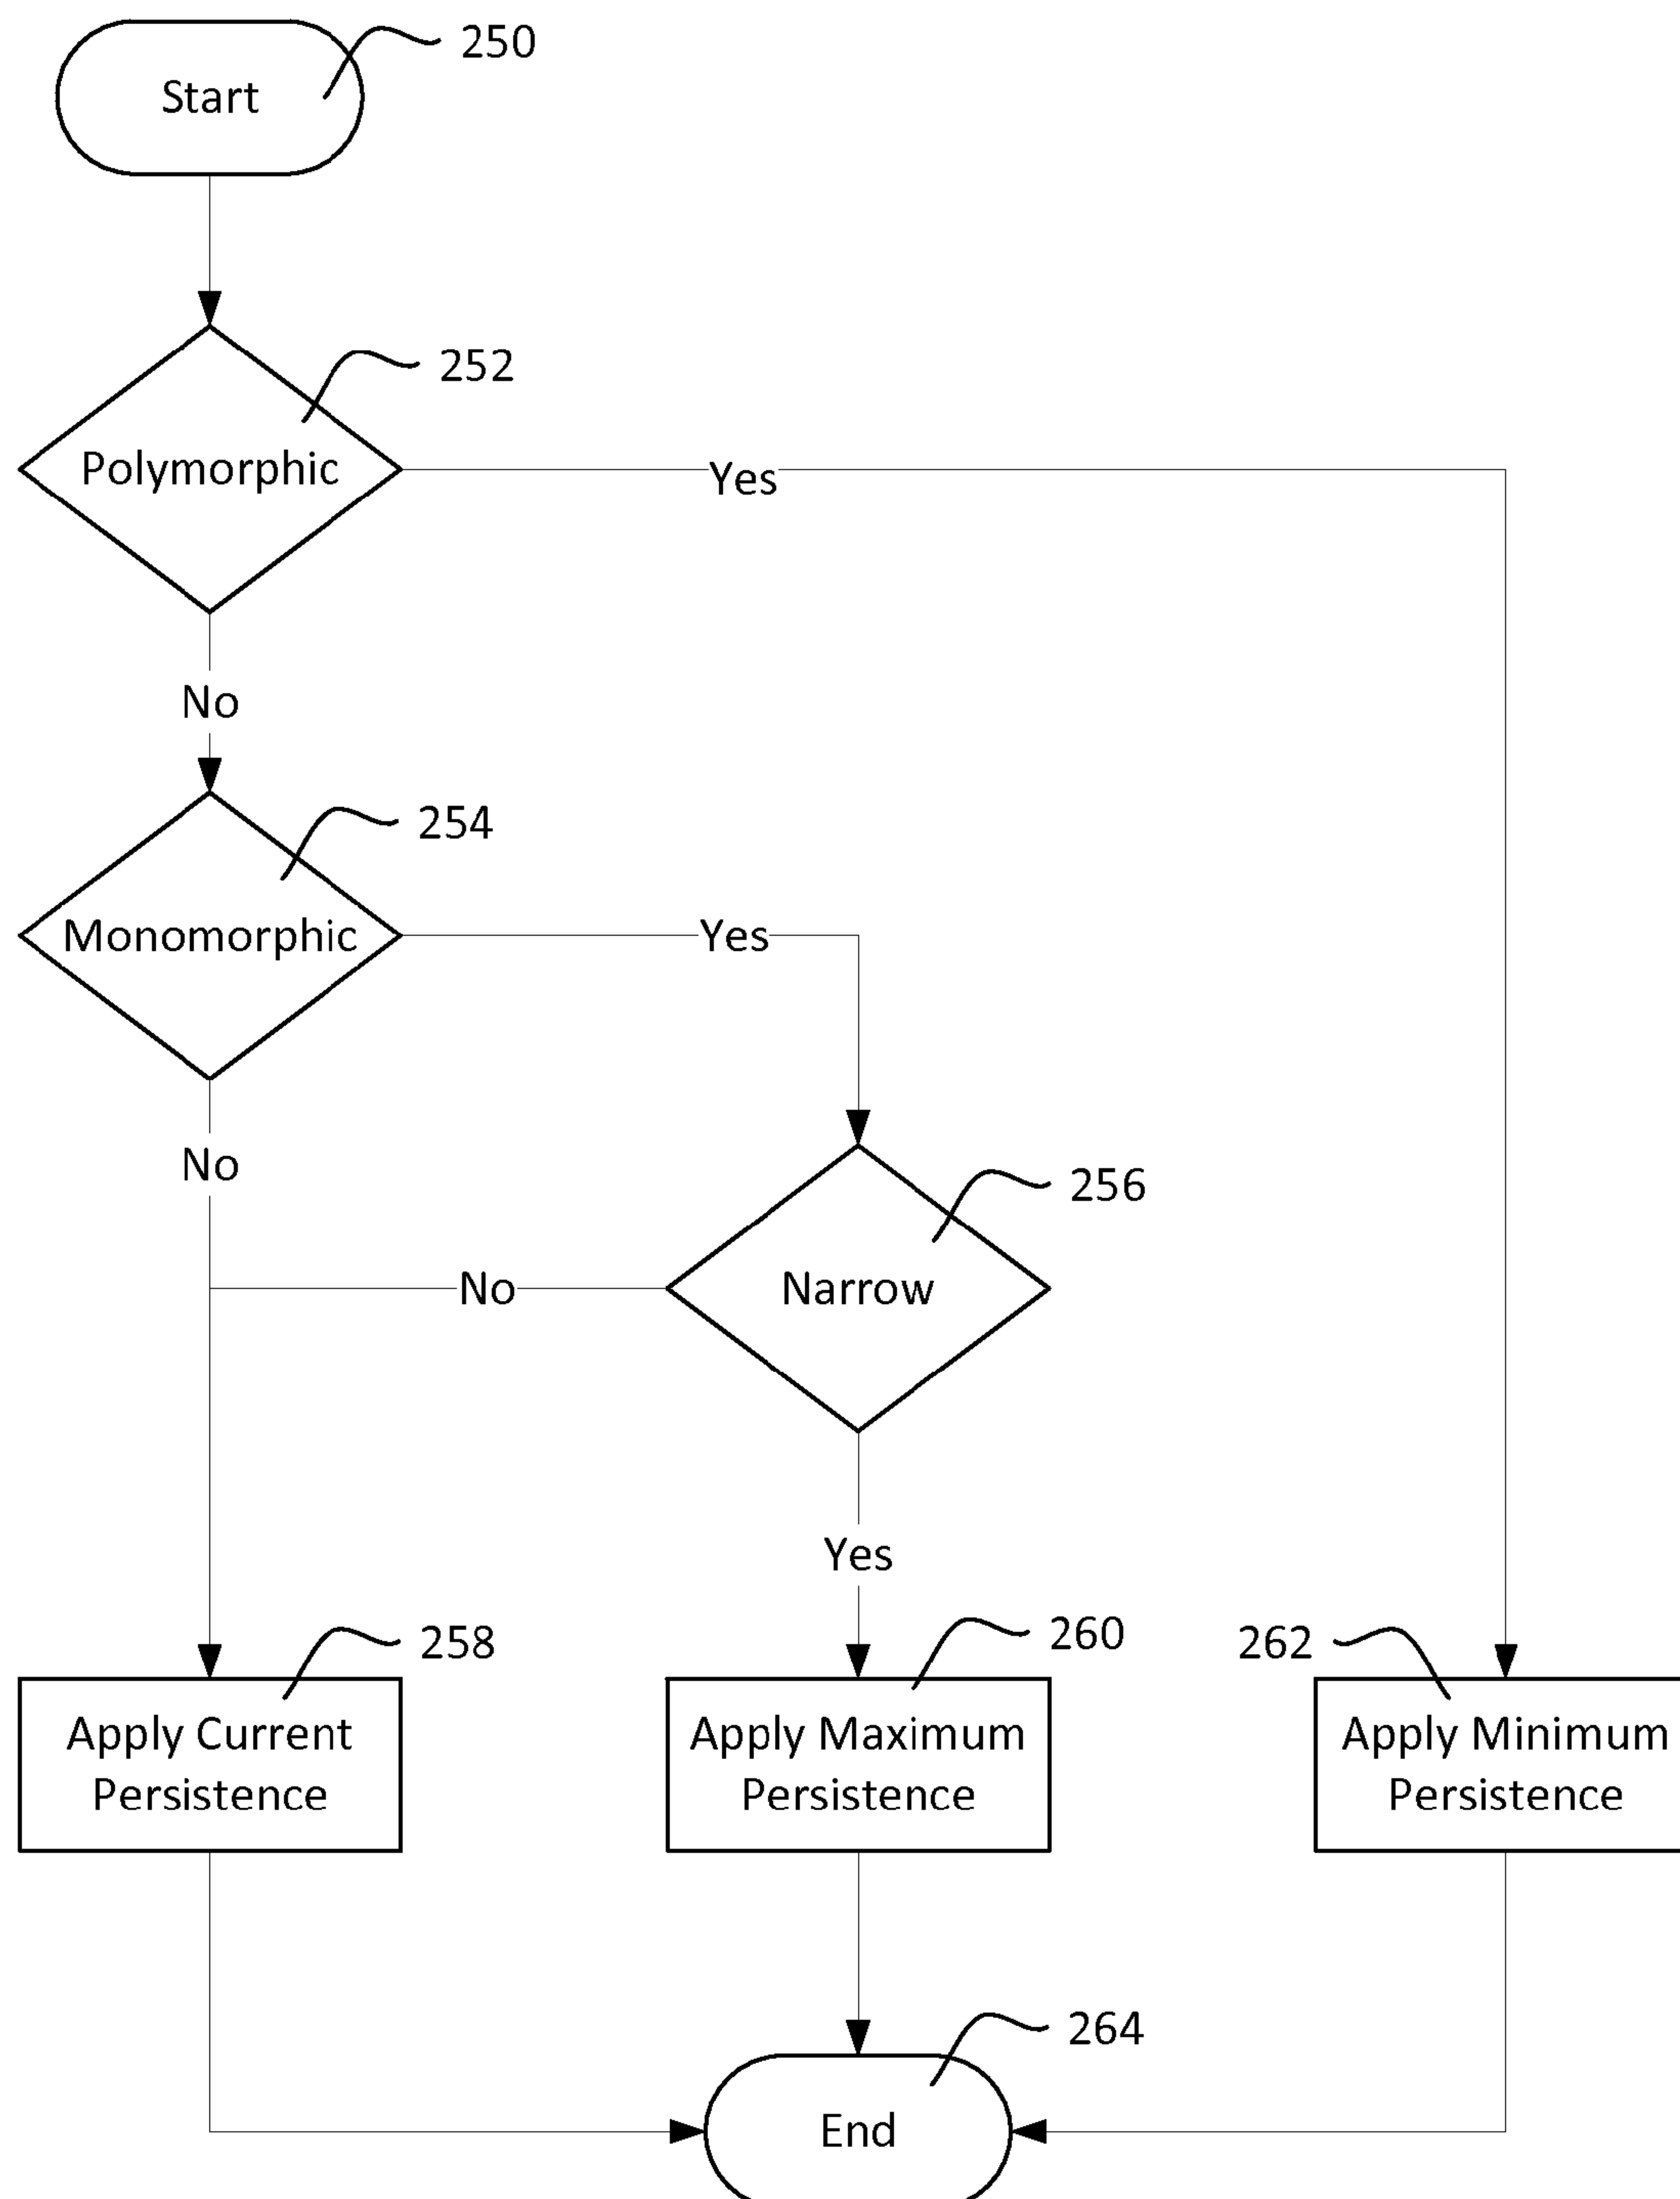 250
Start
252
Polymorphic
Yes
No
254
Monomorphic
Yes
No
256
Narrow
No
Yes
258
260
262
Apply Current
Persistence
Apply Maximum
Persistence
Apply Minimum
Persistence
264
End